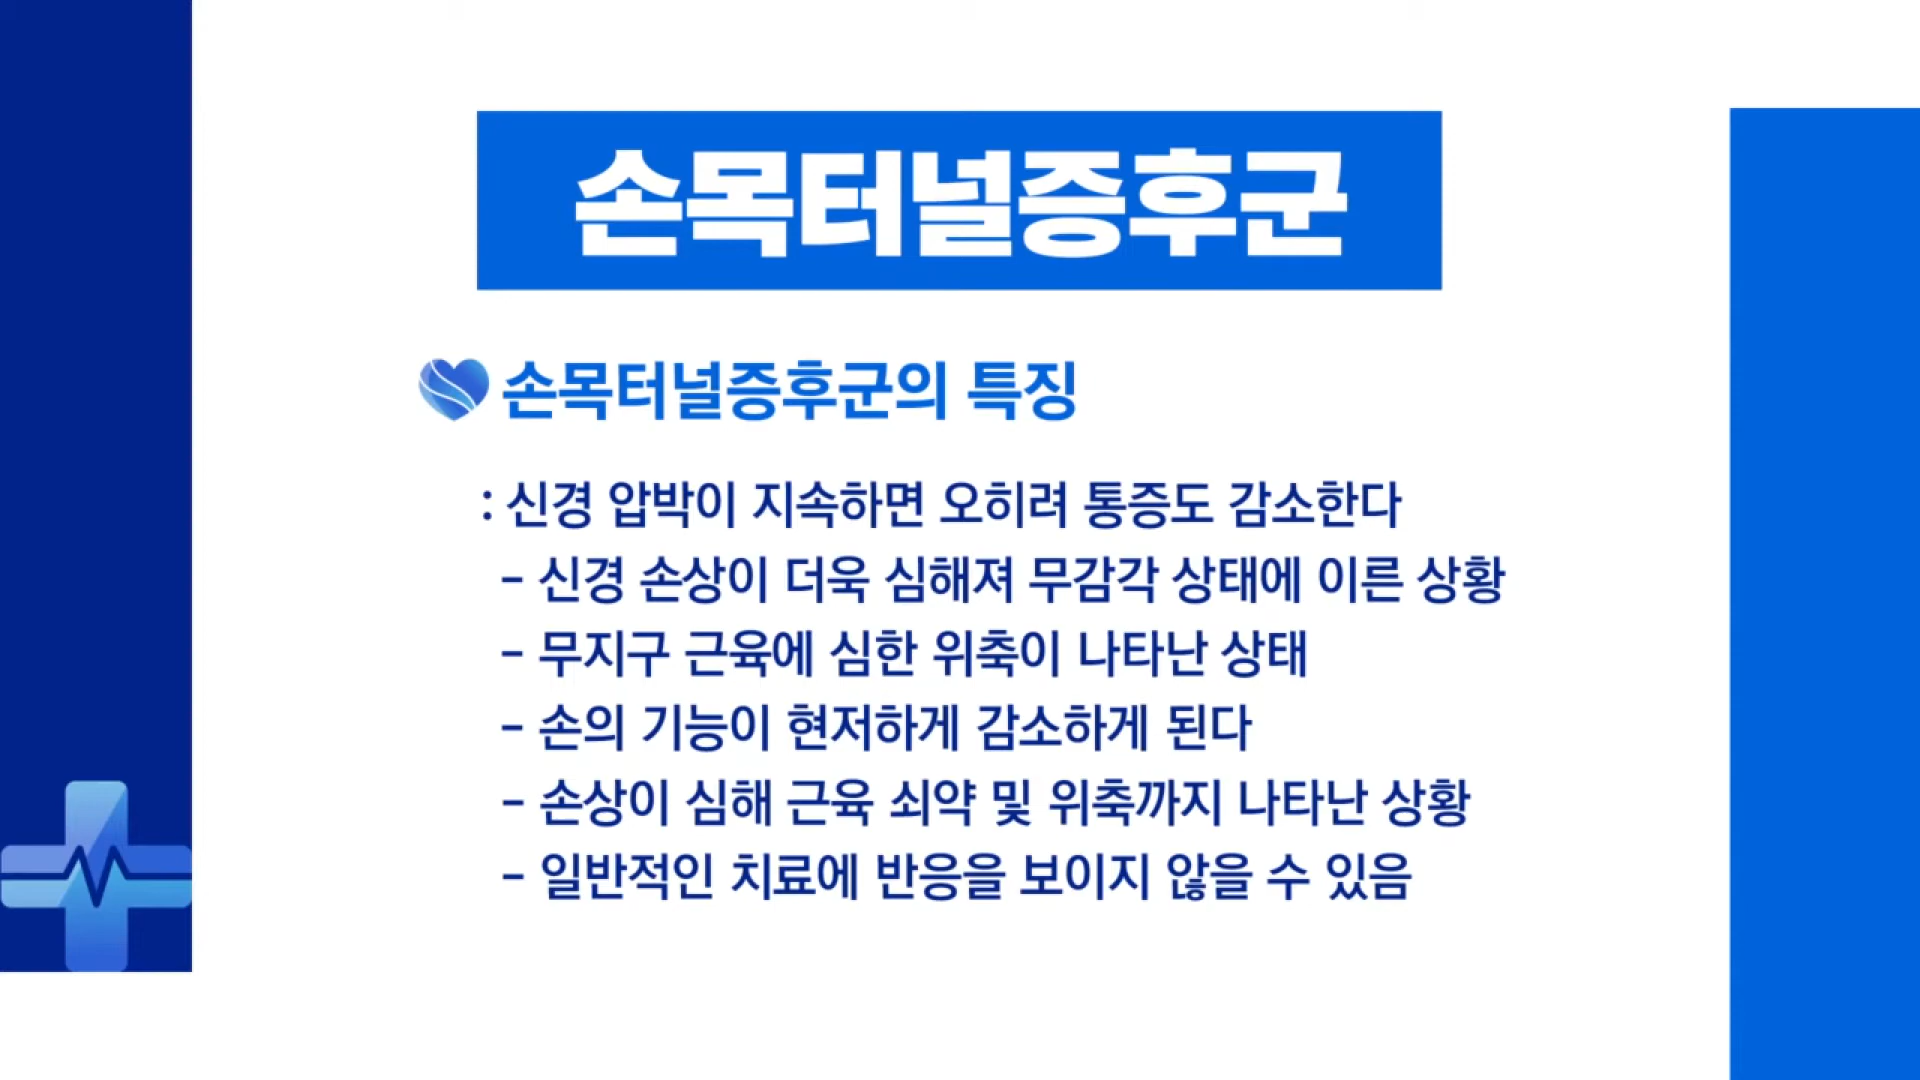 손목터널증후군
손목터널증후군의 특징
: 신경 압박이 지속하면 오히려 통증도 감소한다
- 신경 손상이 더욱 심해져 무감각 상태에 이른 상황
- 무지구 근육에 심한 위축이 나타난 상태
- 손의 기능이 현저하게 감소하게 된다
- 손상이 심해 근육 쇠약 및 위축까지 나타난 상황
- 일반적인 치료에 반응을 보이지 않을 수 있음